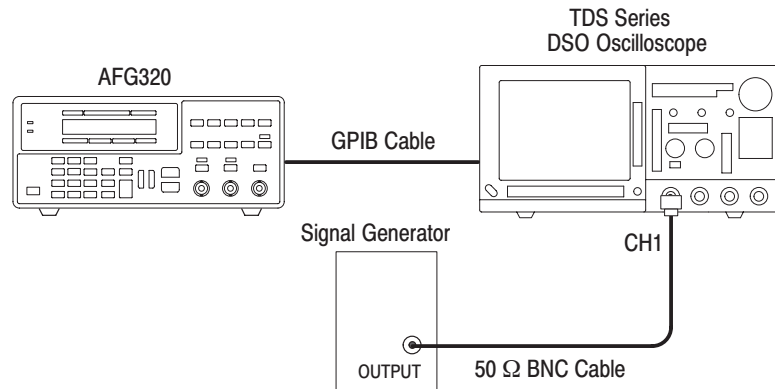 TDS Series
DSO Oscilloscope
AFG320
GPIB Cable
Signal Generator
CH1
OUTPUT
50 Ω BNC Cable